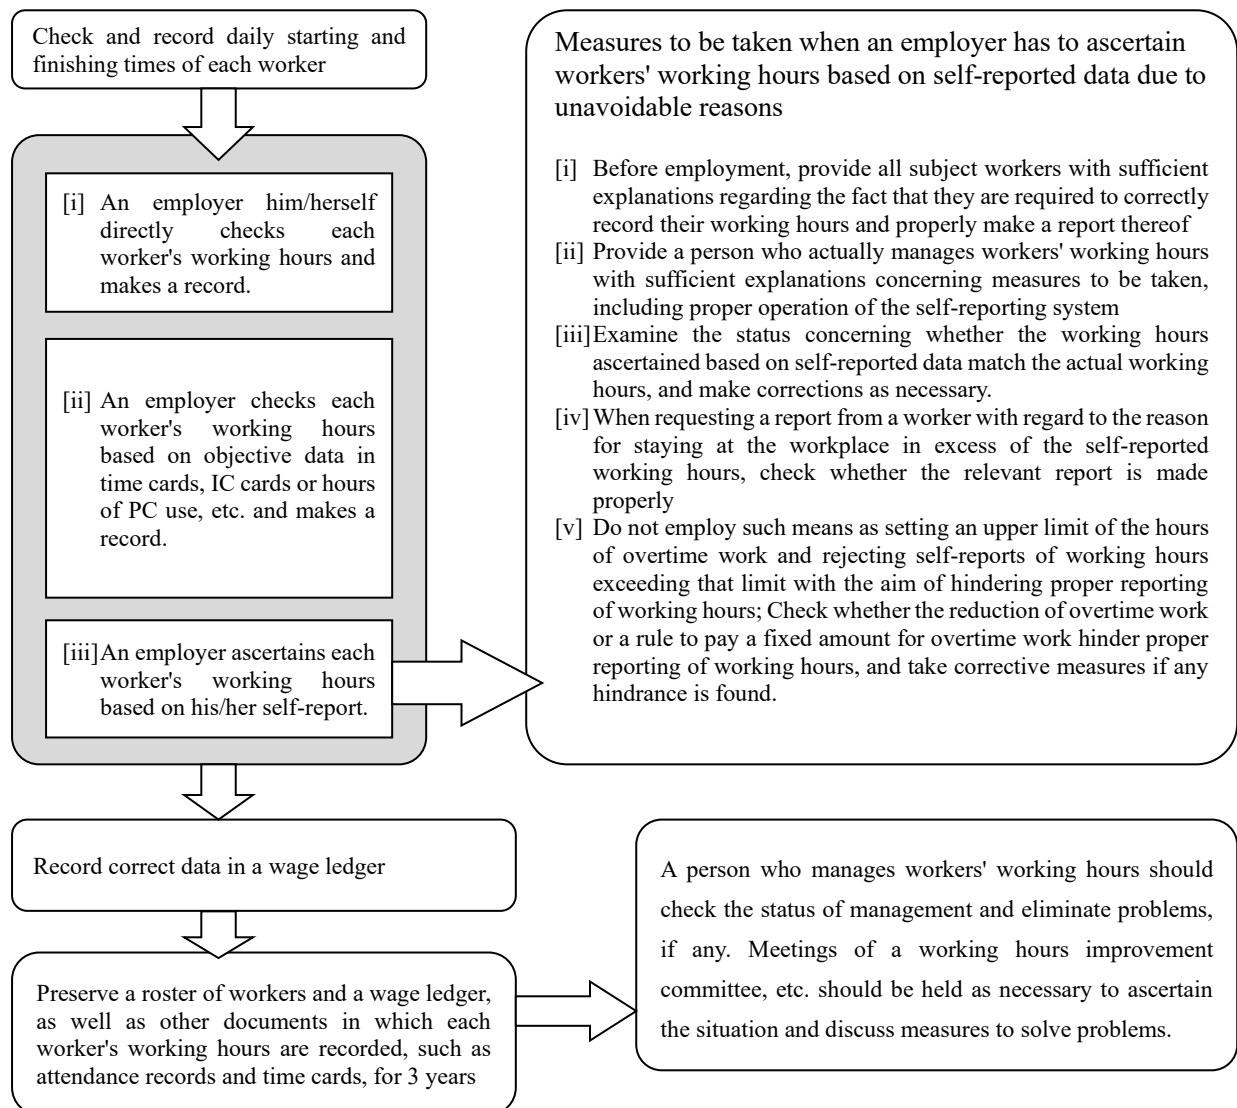 Check and record daily starting and
finishing times of each worker
[i] An employer him/herself
directly checks each
worker's working hours and
makes a record.
[ii] An employer checks each
worker's working hours
based on objective data in
time cards, IC cards or hours
of PC use, etc. and makes a
record.
[iii]An employer ascertains each
worker's working hours
based on his/her self-report.
Measures to be taken when an employer has to ascertain
workers' working hours based on self-reported data due to
unavoidable reasons
[i] Before employment, provide all subject workers with sufficient
explanations regarding the fact that they are required to correctly
record their working hours and properly make a report thereof
[ii] Provide a person who actually manages workers' working hours
with sufficient explanations concerning measures to be taken,
including proper operation of the self-reporting system
[iii]Examine the status concerning whether the working hours
ascertained based on self-reported data match the actual working
hours, and make corrections as necessary.
[iv] When requesting a report from a worker with regard to the reason
for staying at the workplace in excess of the self-reported
working hours, check whether the relevant report is made
properly
[v] Do not employ such means as setting an upper limit of the hours
of overtime work and rejecting self-reports of working hours
exceeding that limit with the aim of hindering proper reporting
of working hours; Check whether the reduction of overtime work
or a rule to pay a fixed amount for overtime work hinder proper
reporting of working hours, and take corrective measures if any
hindrance is found.
Record correct data in a wage ledger
Preserve a roster of workers and a wage ledger,
as well as other documents in which each
worker's working hours are recorded, such as
attendance records and time cards, for 3 years
A person who manages workers' working hours should
check the status of management and eliminate problems,
if any. Meetings of a working hours improvement
committee, etc. should be held as necessary to ascertain
the situation and discuss measures to solve problems.